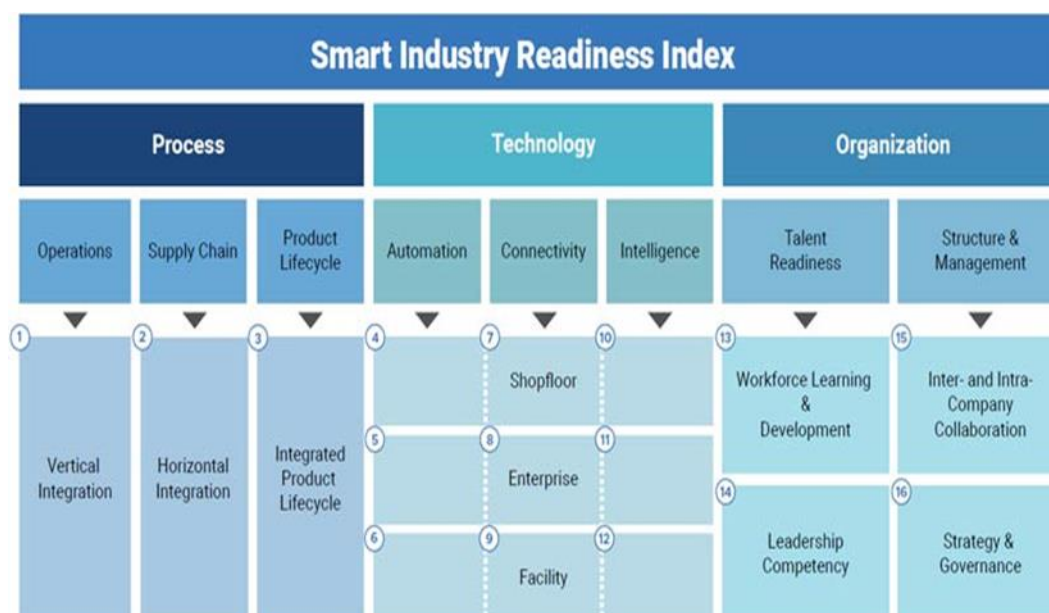 Smart Industry Readiness Index
Process
Technology
Organization
Operations
Supply Chain
Product
Lifecycle
Automation
Connectivity
Intelligence
Talent
Readiness
Structure &
Management
1
Vertical
Integration
2
Horizontal
Integration
3
Integrated
Product
Lifecycle
4
7
10
Shopfloor
5
8
11
Enterprise
6
9
12
Facility
13
Workforce Learning
&
Development
15
Inter- and Intra-
Company
Collaboration
14
Leadership
Competency
16
Strategy &
Governance